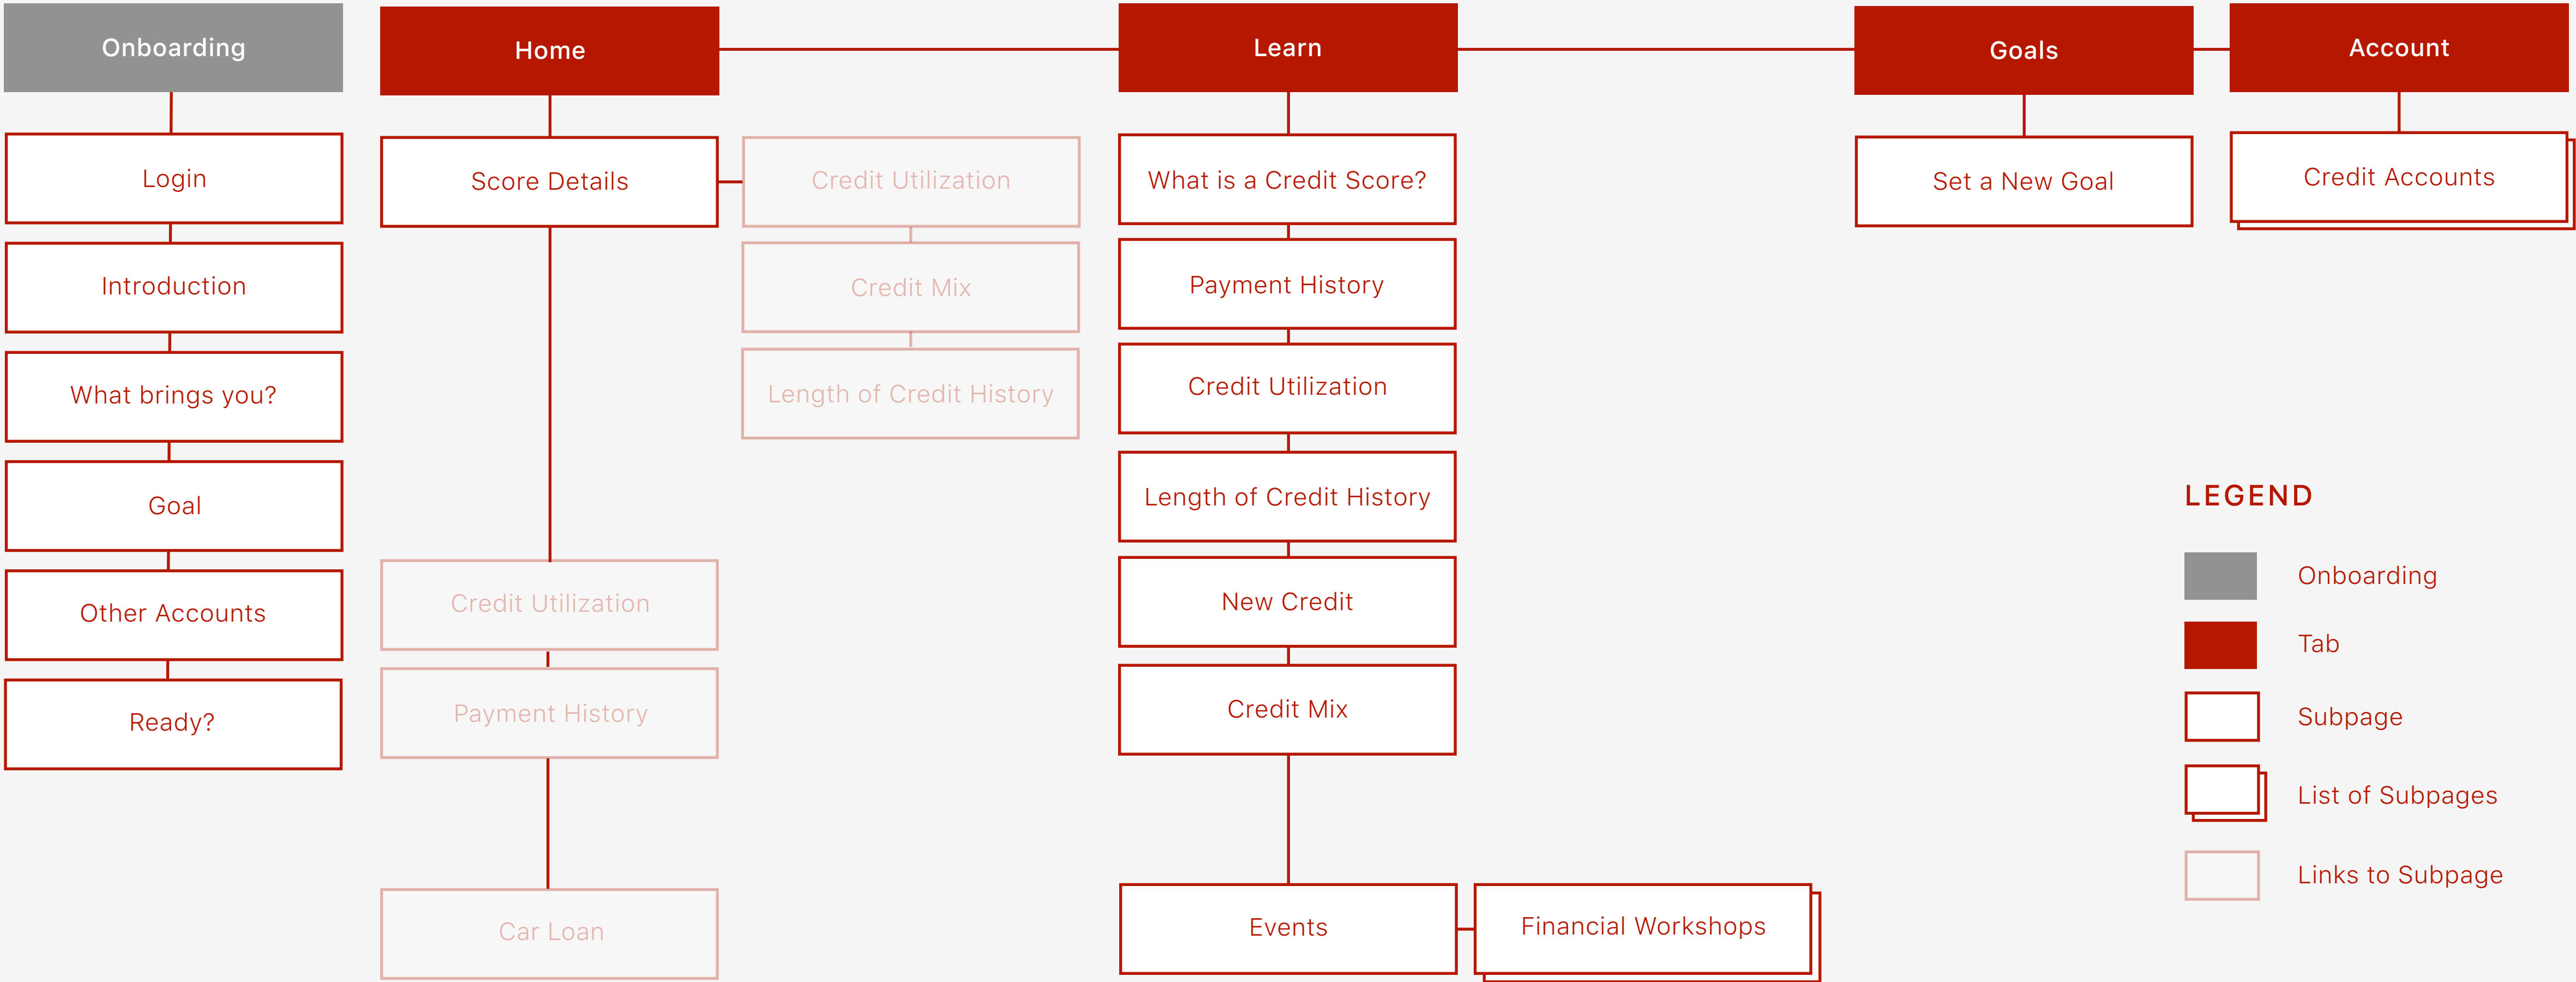 Onboarding
Home
Learn
Goals
Account
Login
Introduction
What brings you?
Goal
Other Accounts
Ready?
Score Details
Credit Utilization
Credit Mix
Length of Credit History
Credit Utilization
Payment History
Car Loan
What is a Credit Score?
Payment History
Credit Utilization
Length of Credit History
New Credit
Credit Mix
Events
Financial Workshops
Set a New Goal
Credit Accounts
LEGEND
Onboarding
Tab
Subpage
List of Subpages
Links to Subpage